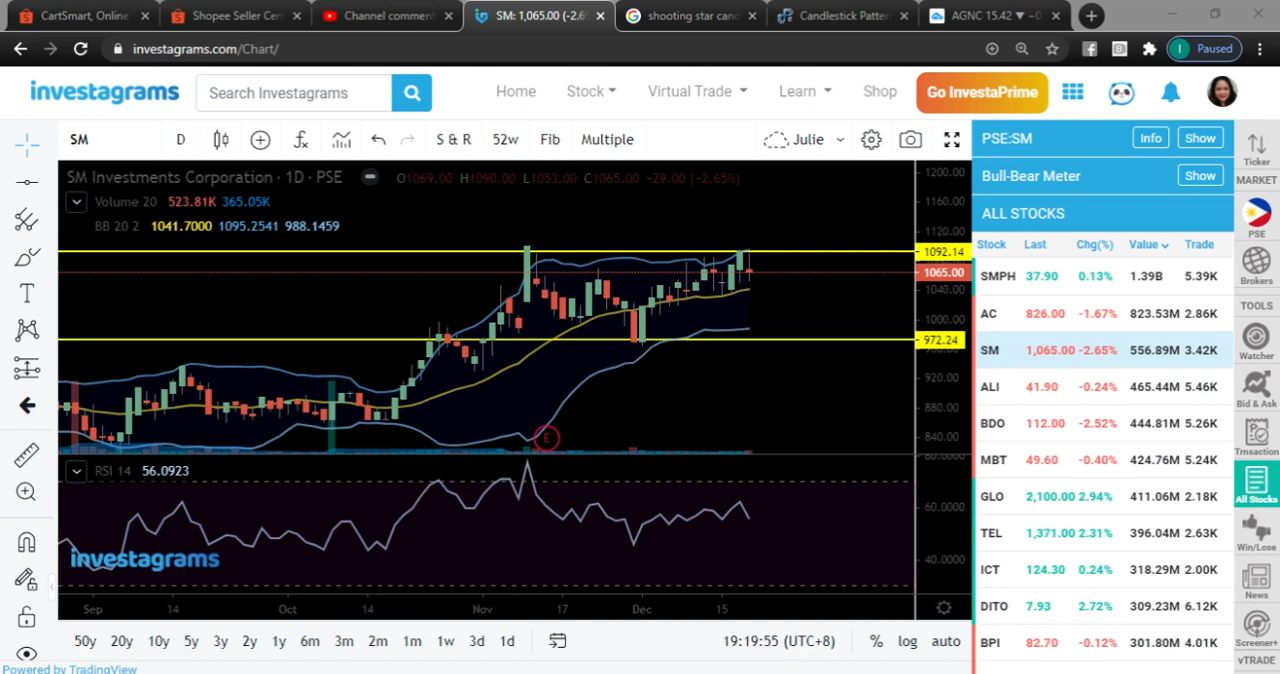 CartSmart, Online
Shopee Seller Cen
Channel comment
SM: 1,065.00 (-2.6
shooting star cand
Candlestick Patter
AGNC 15.42 ▼ −0
investagrams.com/Chart/
Paused
investagrams
Search Investagrams
Home Stock Virtual Trade Learn Shop Go InvestaPrime
SM D S & R 52w Fib Multiple Julie
SM Investments Corporation · 1D · PSE O1069.00 H1090.00 L1053.00 C1065.00 -29.00 (-2.65%)
Volume 20 523.81K 365.05K
BB 20 2 1041.7000 1095.2541 988.1459
1200.00
1160.00
1120.00
1092.14
1065.00
1040.00
1000.00
972.24
920.00
880.00
840.00
E
RSI 14 56.0923
80.0000
60.0000
40.0000
investagrams
Sep 14 Oct 14 Nov 17 Dec 15
50y 20y 10y 5y 3y 2y 1y 6m 3m 2m 1m 1w 3d 1d 19:19:55 (UTC+8) % log auto
Powered by TradingView
PSE:SM Info Show
Bull-Bear Meter Show
ALL STOCKS
Stock Last Chg(%) Value Trade
SMPH 37.90 0.13% 1.39B 5.39K
AC 826.00 -1.67% 823.53M 2.86K
SM 1,065.00 -2.65% 556.89M 3.42K
ALI 41.90 -0.24% 465.44M 5.46K
BDO 112.00 -2.52% 444.81M 5.26K
MBT 49.60 -0.40% 424.76M 5.24K
GLO 2,100.00 2.94% 411.06M 2.18K
TEL 1,371.00 2.31% 396.04M 2.63K
ICT 124.30 0.24% 318.29M 2.00K
DITO 7.93 2.72% 309.23M 6.12K
BPI 82.70 -0.12% 301.80M 4.01K
Ticker
MARKET
PSE
Brokers
TOOLS
Watcher
Bid & Ask
Trnsaction
All Stocks
Win/Lose
News
Screener+
vTRADE